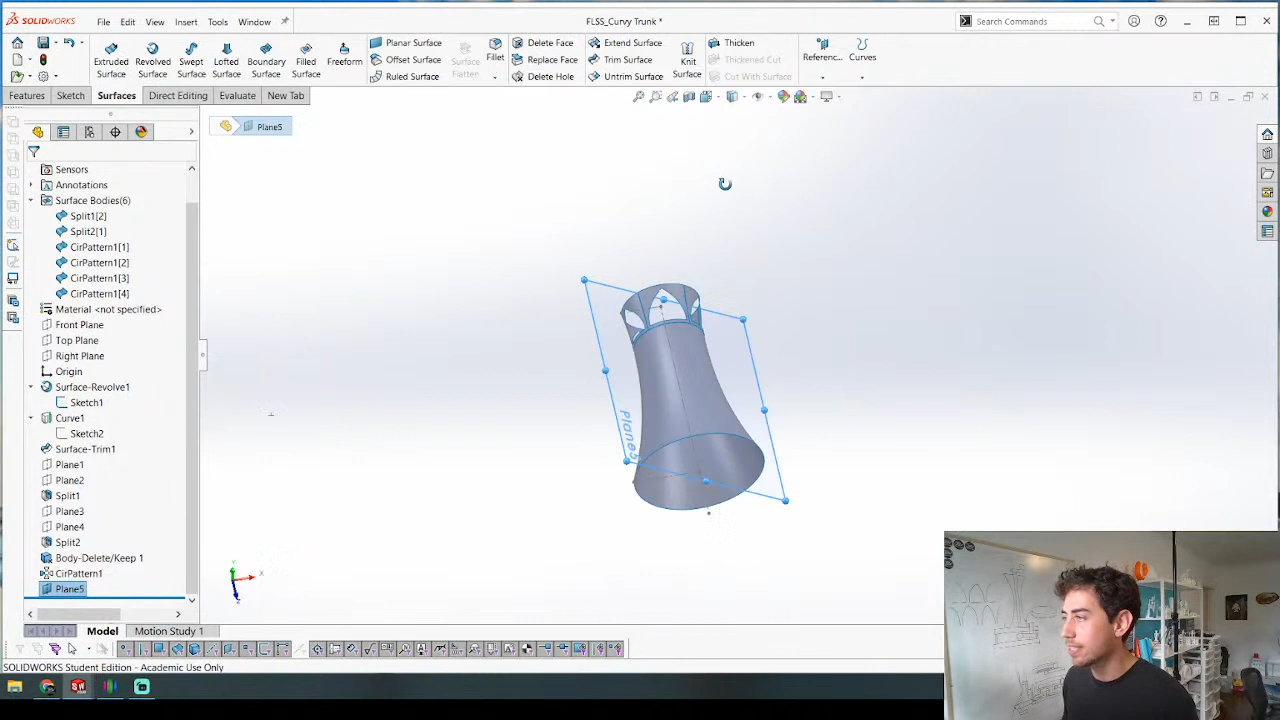 SOLIDWORKS File Edit View Insert Tools Window FLSS_Curvy Trunk * Search Commands
Extruded Surface
Revolved Surface
Swept Surface
Lofted Surface
Boundary Surface
Filled Surface
Freeform
Planar Surface
Offset Surface
Ruled Surface
Surface Flatten
Fillet
Delete Face
Replace Face
Delete Hole
Extend Surface
Trim Surface
Untrim Surface
Knit Surface
Thicken
Thickened Cut
Cut With Surface
Referenc...
Curves
Features Sketch Surfaces Direct Editing Evaluate New Tab
Plane5
Sensors
Annotations
Surface Bodies(6)
Split1[2]
Split2[1]
CirPattern1[1]
CirPattern1[2]
CirPattern1[3]
CirPattern1[4]
Material <not specified>
Front Plane
Top Plane
Right Plane
Origin
Surface-Revolve1
Sketch1
Curve1
Sketch2
Surface-Trim1
Plane1
Plane2
Split1
Plane3
Plane4
Split2
Body-Delete/Keep 1
CirPattern1
Plane5
Plane5
X
Model Motion Study 1
SOLIDWORKS Student Edition - Academic Use Only